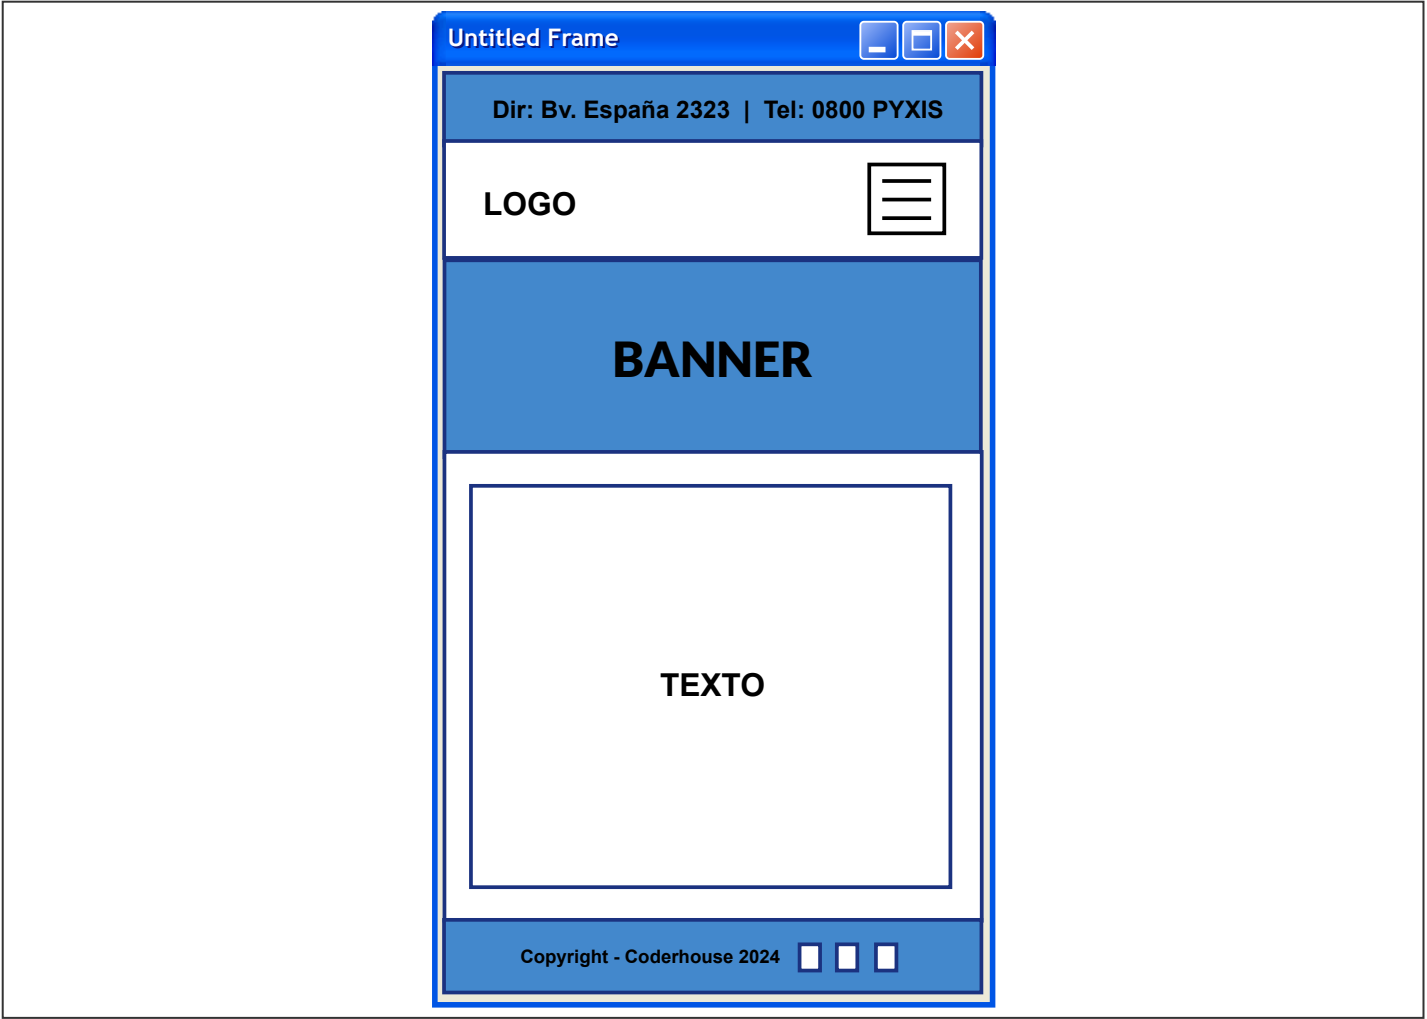 Untitled Frame
Dir: Bv. España 2323 | Tel: 0800 PYXIS
LOGO
BANNER
TEXTO
Copyright - Coderhouse 2024